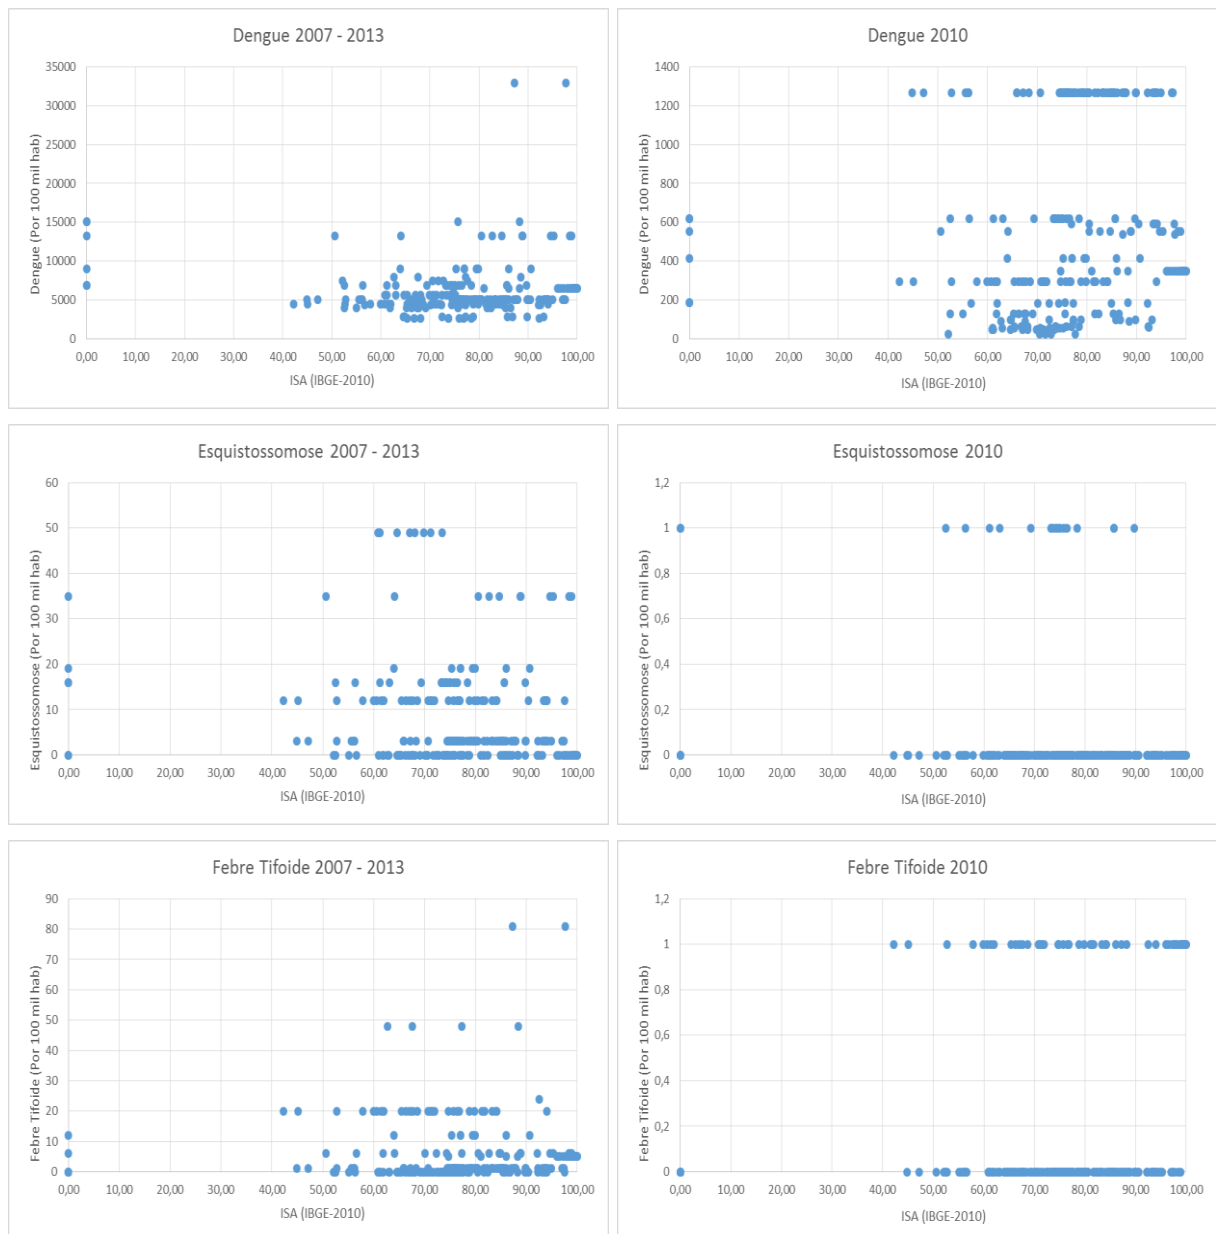 Dengue 2007 - 2013
35000
30000
25000
20000
15000
10000
5000
0
Dengue (Por 100 mil hab)
0,00 10,00 20,00 30,00 40,00 50,00 60,00 70,00 80,00 90,00 100,00
ISA (IBGE-2010)
Dengue 2010
1400
1200
1000
800
600
400
200
0
Dengue (Por 100 mil hab)
0,00 10,00 20,00 30,00 40,00 50,00 60,00 70,00 80,00 90,00 100,00
ISA (IBGE-2010)
Esquistossomose 2007 - 2013
60
50
40
30
20
10
0
Esquistossomose (Por 100 mil hab)
0,00 10,00 20,00 30,00 40,00 50,00 60,00 70,00 80,00 90,00 100,00
ISA (IBGE-2010)
Esquistossomose 2010
1,2
1
0,8
0,6
0,4
0,2
0
Esquistossomose (Por 100 mil hab)
0,00 10,00 20,00 30,00 40,00 50,00 60,00 70,00 80,00 90,00 100,00
ISA (IBGE-2010)
Febre Tifoide 2007 - 2013
90
80
70
60
50
40
30
20
10
0
Febre Tifoide (Por 100 mil hab)
0,00 10,00 20,00 30,00 40,00 50,00 60,00 70,00 80,00 90,00 100,00
ISA (IBGE-2010)
Febre Tifoide 2010
1,2
1
0,8
0,6
0,4
0,2
0
Febre Tifoide (Por 100 mil hab)
0,00 10,00 20,00 30,00 40,00 50,00 60,00 70,00 80,00 90,00 100,00
ISA (IBGE-2010)